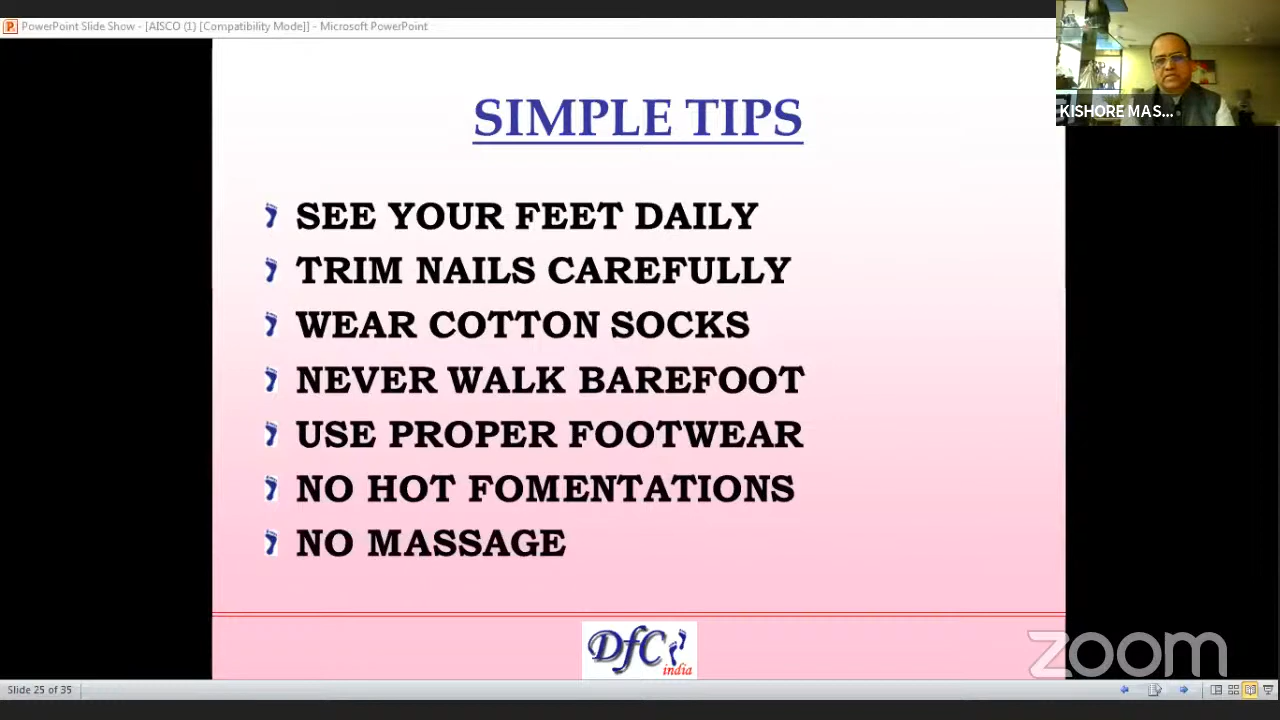 PowerPoint Slide Show - [AISCO (1) [Compatibility Mode]] - Microsoft PowerPoint
KISHORE MAS...
SIMPLE TIPS
SEE YOUR FEET DAILY
TRIM NAILS CAREFULLY
WEAR COTTON SOCKS
NEVER WALK BAREFOOT
USE PROPER FOOTWEAR
NO HOT FOMENTATIONS
NO MASSAGE
DfC
india
zoom
Slide 25 of 35